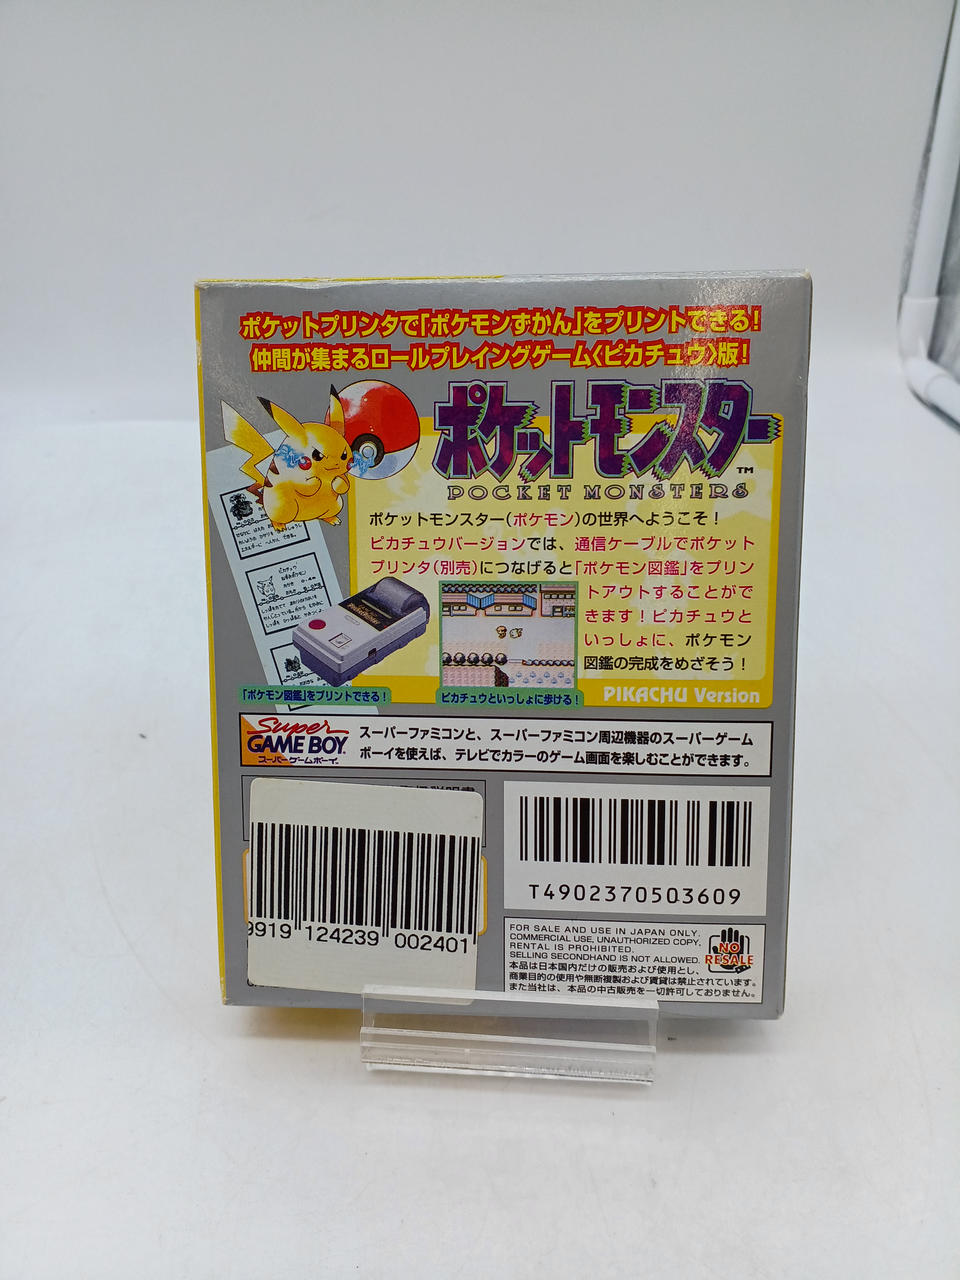 ポケットプリンタで「ポケモンずかん」をプリントできる!
仲間が集まるロールプレイングゲーム〈ピカチュウ〉版!
ポケットモンスター
TM
POCKET MONSTERS
ポケットモンスター(ポケモン)の世界へようこそ!
ピカチュウバージョンでは、通信ケーブルでポケット
プリンタ(別売)につなげると「ポケモン図鑑」をプリン
トアウトすることがで
きます!ピカチュウと
いっしょに、ポケモン
図鑑の完成をめざそう!
「ポケモン図鑑」をプリントできる!
ピカチュウといっしょに歩ける!
PIKACHU Version
Super
GAME BOY
スーパーゲームボーイ
スーパーファミコンと、スーパーファミコン周辺機器のスーパーゲーム
ボーイを使えば、テレビでカラーのゲーム画面を楽しむことができます。
説明書
9919 124239 002401
T4902370503609
FOR SALE AND USE IN JAPAN ONLY.
COMMERCIAL USE, UNAUTHORIZED COPY,
RENTAL IS PROHIBITED.
SELLING SECONDHAND IS NOT ALLOWED.
本品は日本国内だけの販売および使用とし、
商業目的の使用や無断複製および賃貸は禁止されています。
また当社は、本品の中古販売を一切許可しておりません。
NO
RESALE